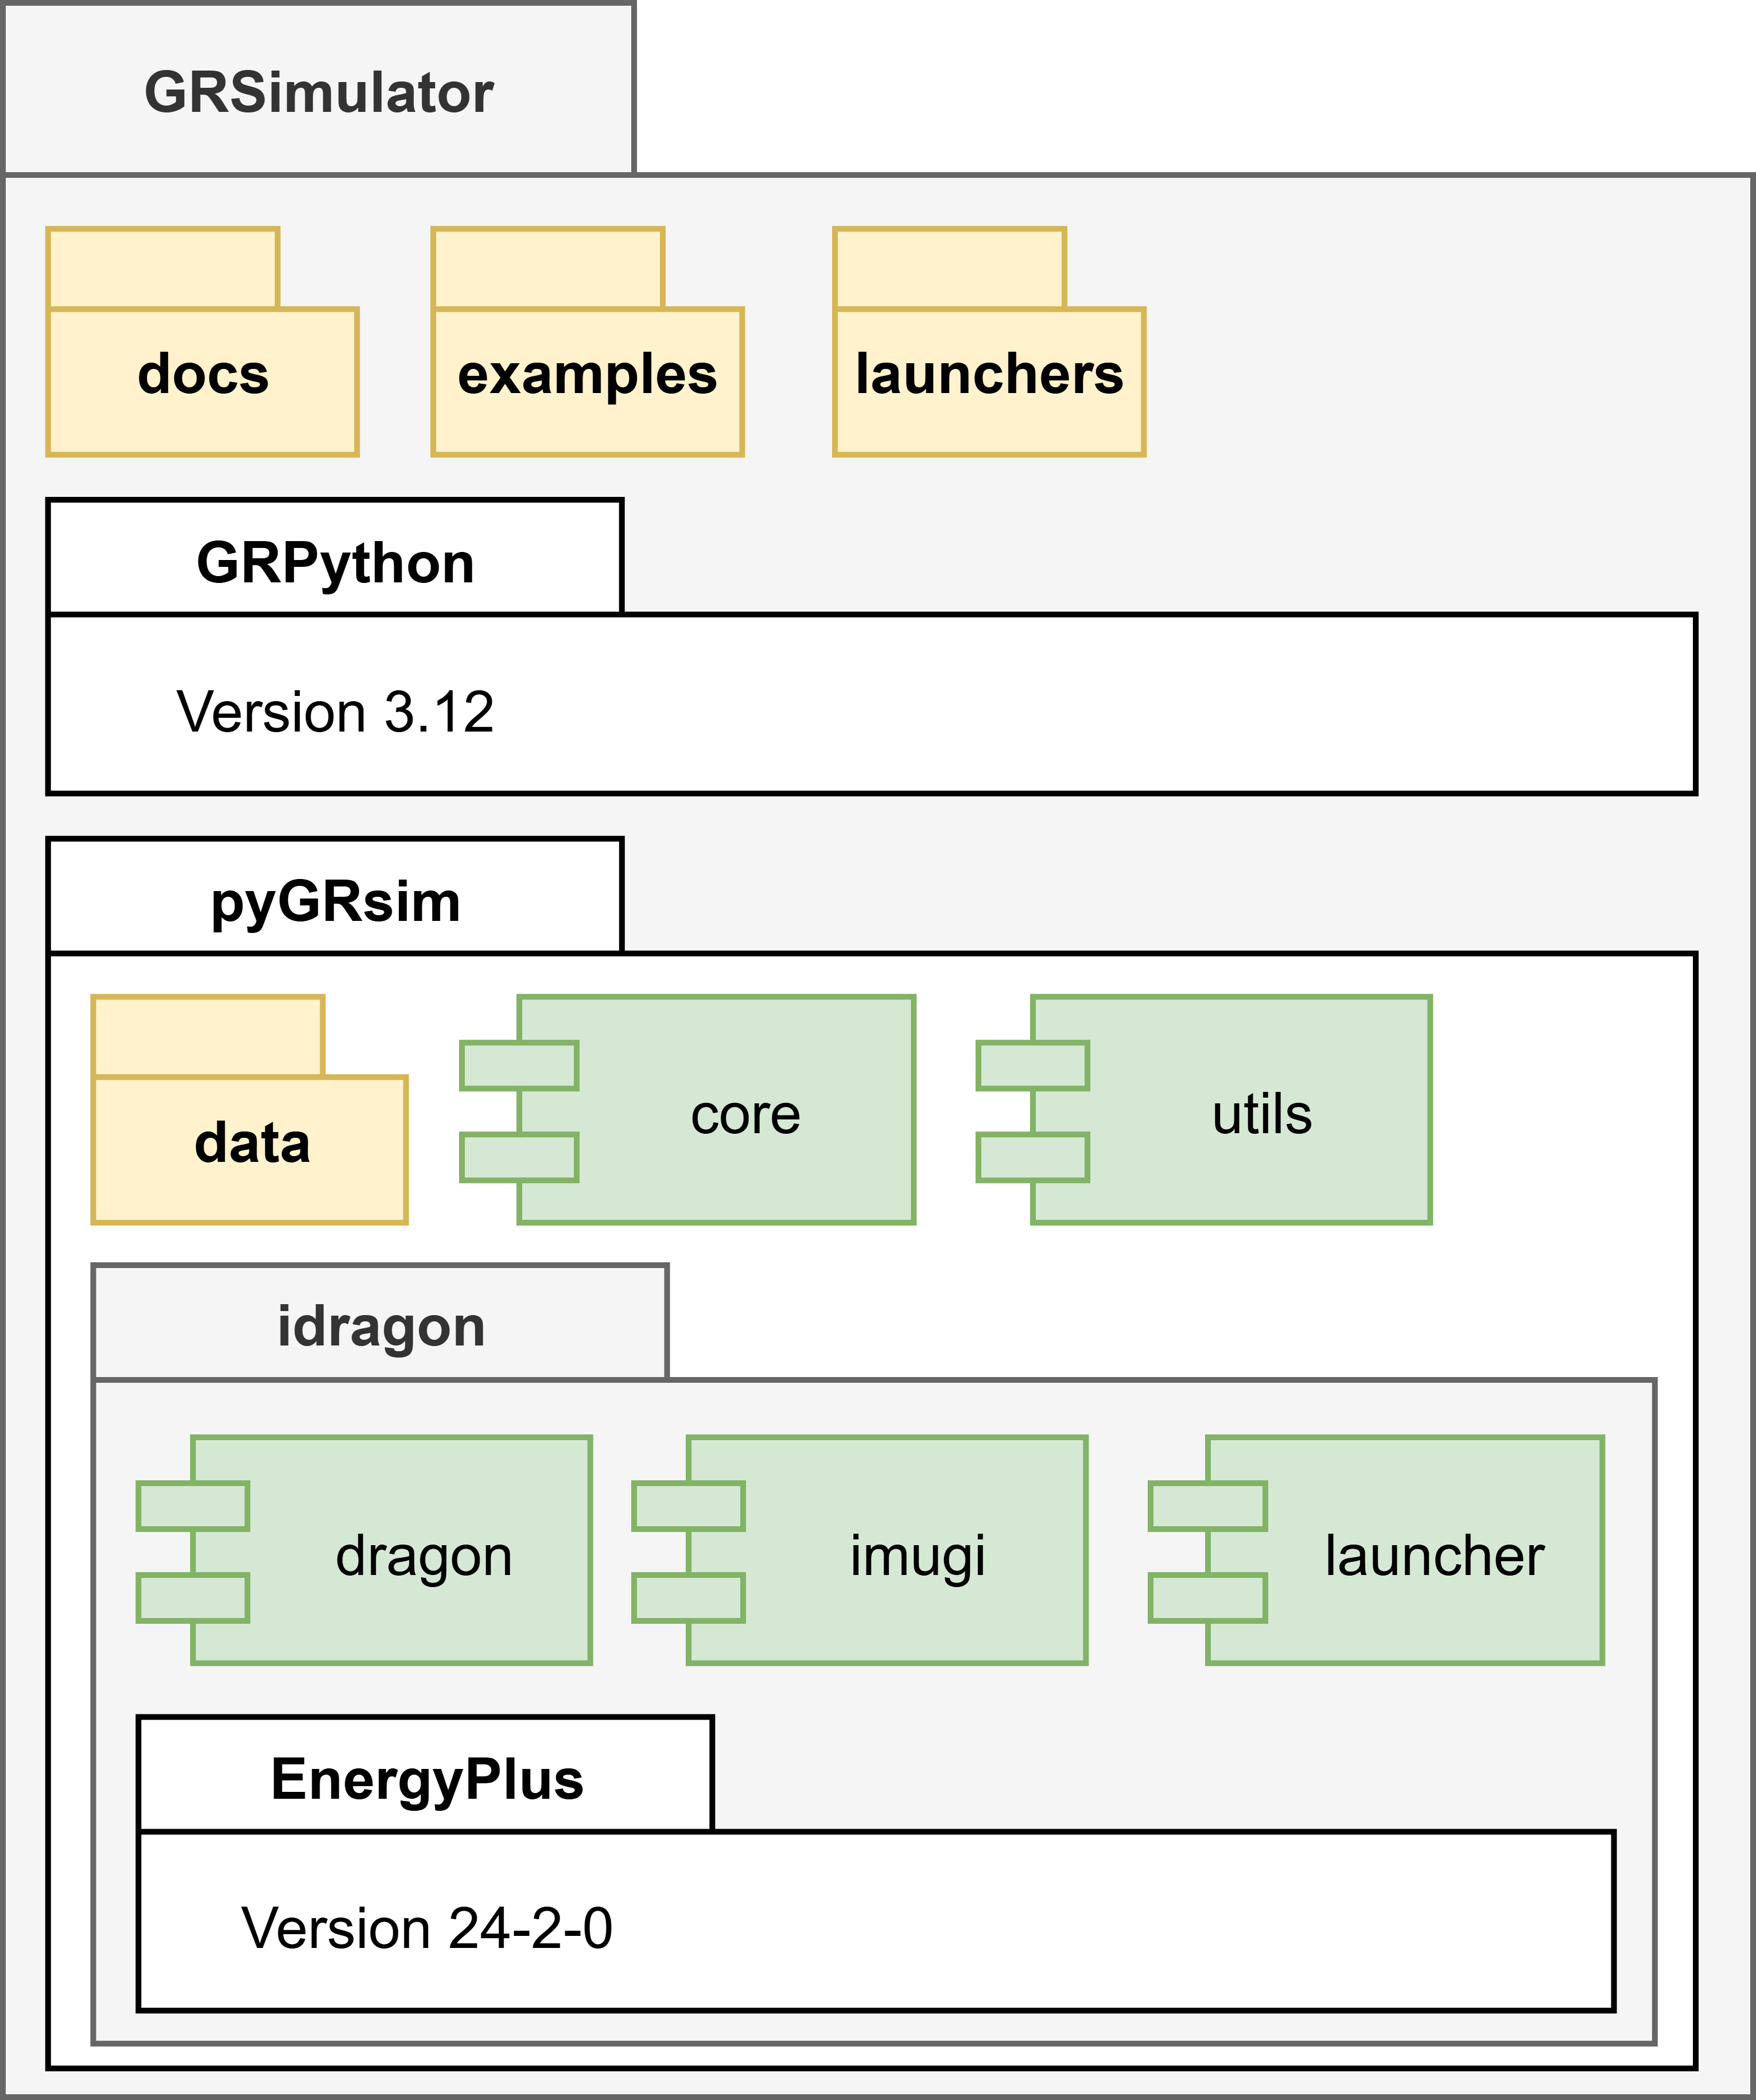 GRSimulator
docs
examples
launchers
GRPython
Version 3.12
pyGRsim
data
core
utils
idragon
dragon
imugi
launcher
EnergyPlus
Version 24-2-0